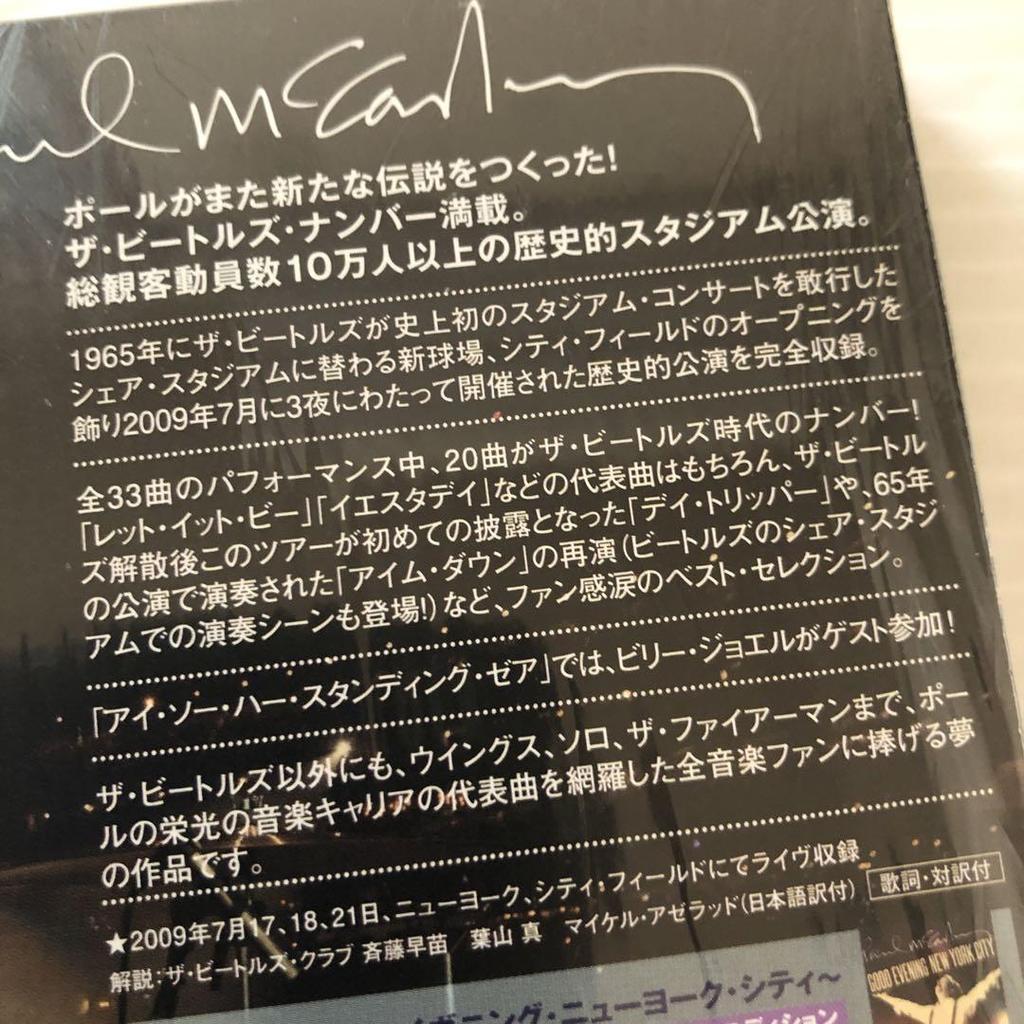 Paul McCartney
ポールがまた新たな伝説をつくった!
ザ・ビートルズ・ナンバー満載。
総観客動員数10万人以上の歴史的スタジアム公演。
1965年にザ・ビートルズが史上初のスタジアム・コンサートを敢行した
シェア・スタジアムに替わる新球場、シティ・フィールドのオープニングを
飾り2009年7月に3夜にわたって開催された歴史的公演を完全収録。
全33曲のパフォーマンス中、20曲がザ・ビートルズ時代のナンバー!
「レット・イット・ビー」「イエスタデイ」などの代表曲はもちろん、ザ・ビートル
ズ解散後このツアーが初めての披露となった「デイ・トリッパー」や、65年
の公演で演奏された「アイム・ダウン」の再演(ビートルズのシェア・スタジ
アムでの演奏シーンも登場!)など、ファン感涙のベスト・セレクション。
「アイ・ソー・ハー・スタンディング・ゼア」では、ビリー・ジョエルがゲスト参加!
ザ・ビートルズ以外にも、ウイングス、ソロ、ザ・ファイアーマンまで、ポー
ルの栄光の音楽キャリアの代表曲を網羅した全音楽ファンに捧げる夢
の作品です。
★2009年7月17、18、21日、ニューヨーク、シティ・フィールドにてライヴ収録
解説:ザ・ビートルズ・クラブ 斉藤早苗 葉山 真 マイケル・アゼラッド(日本語訳付) 歌詞・対訳付
ニング・ニューヨーク・シティ~
ディション
Paul McCartney
GOOD EVENING NEW YORK CITY